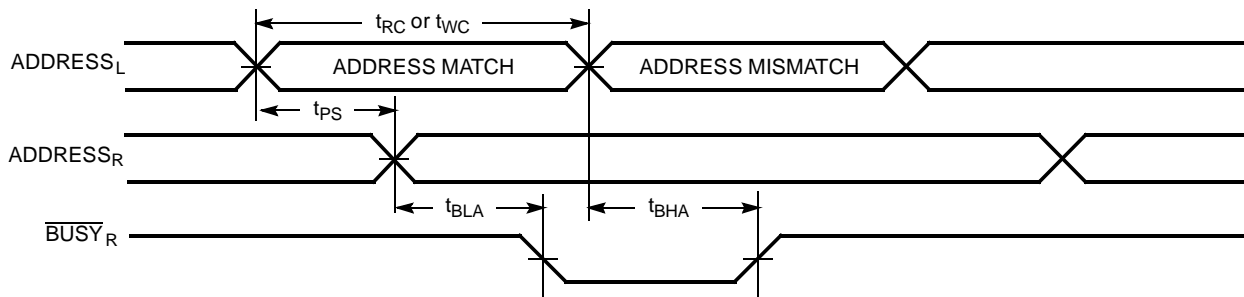 tRC or tWC
ADDRESSL
ADDRESS MATCH
ADDRESS MISMATCH
tPS
ADDRESSR
tBLA
tBHA
BUSYR